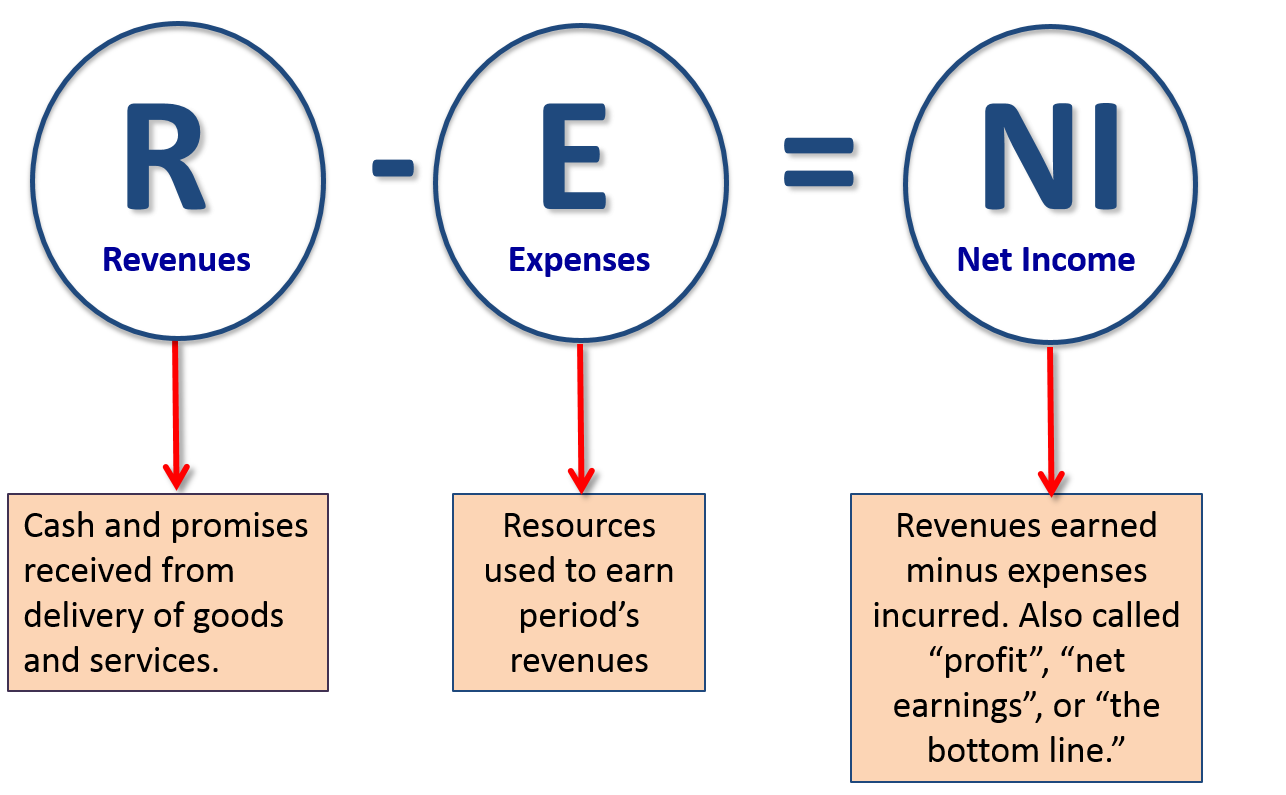 R - E = NI
Revenues
Expenses
Net Income
Cash and promises
received from
delivery of goods
and services.
Resources
used to earn
period’s
revenues
Revenues earned
minus expenses
incurred. Also called
“profit”, “net
earnings”, or “the
bottom line.”